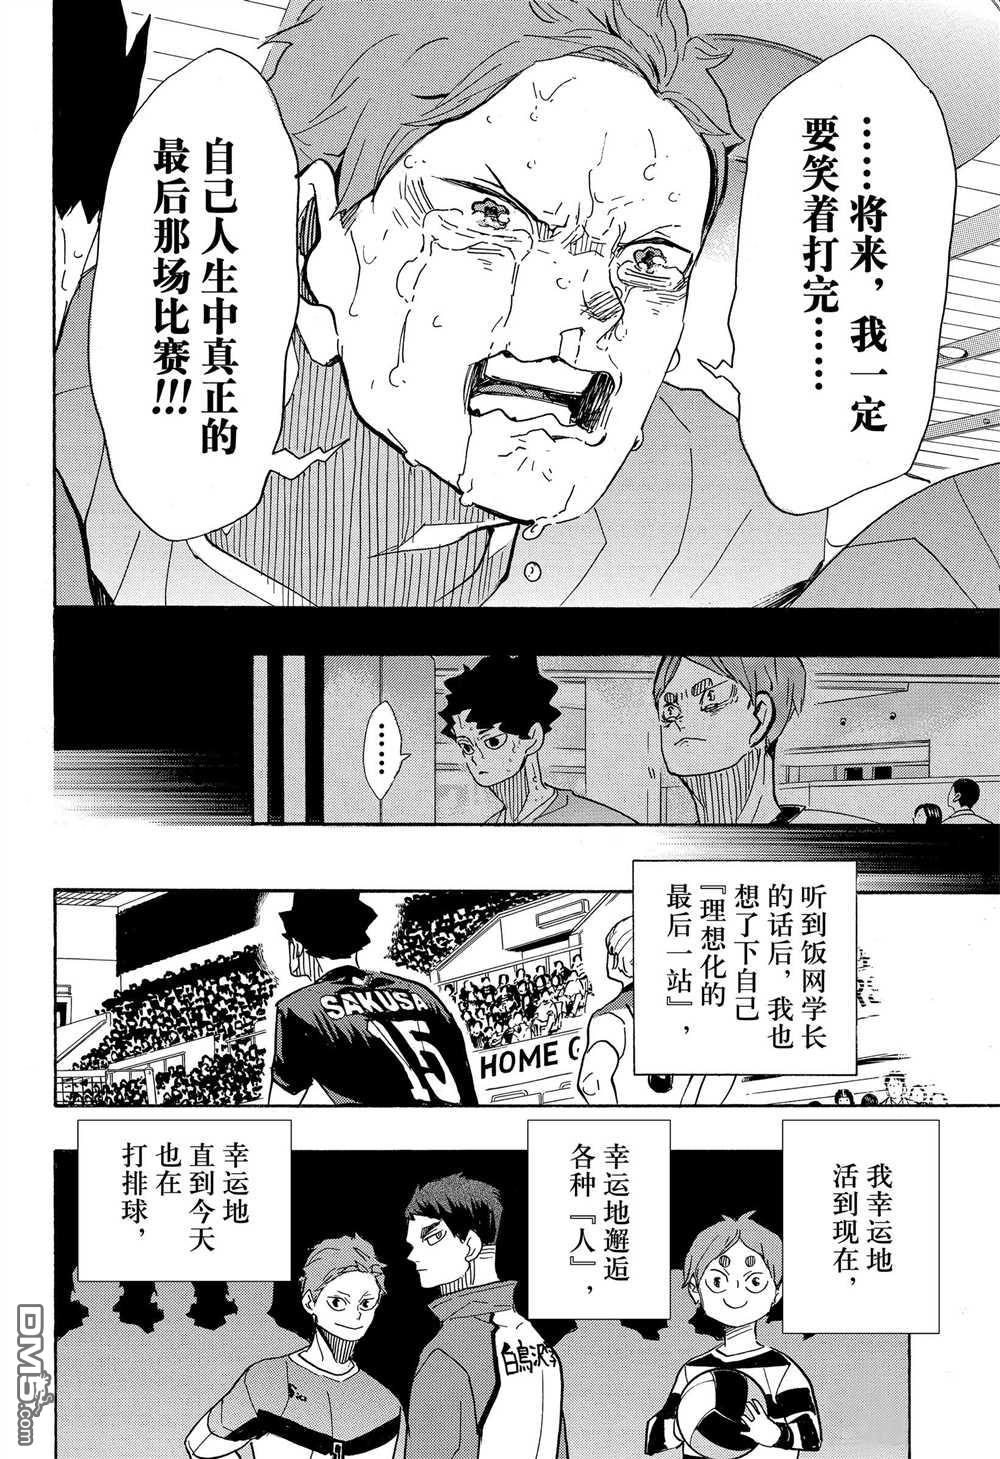 ……将来，我一定
要笑着打完……
自己人生中真正的
最后那场比赛!!!
……
听到饭网学长
的话后，我也
想了下自己
『理想化的
最后一站』，
SAKUSA
15
HOME G
我幸运地
活到现在，
幸运地邂逅
各种『人』，
幸运地
直到今天
也在
打排球，
白鳥沢学
DM5.com